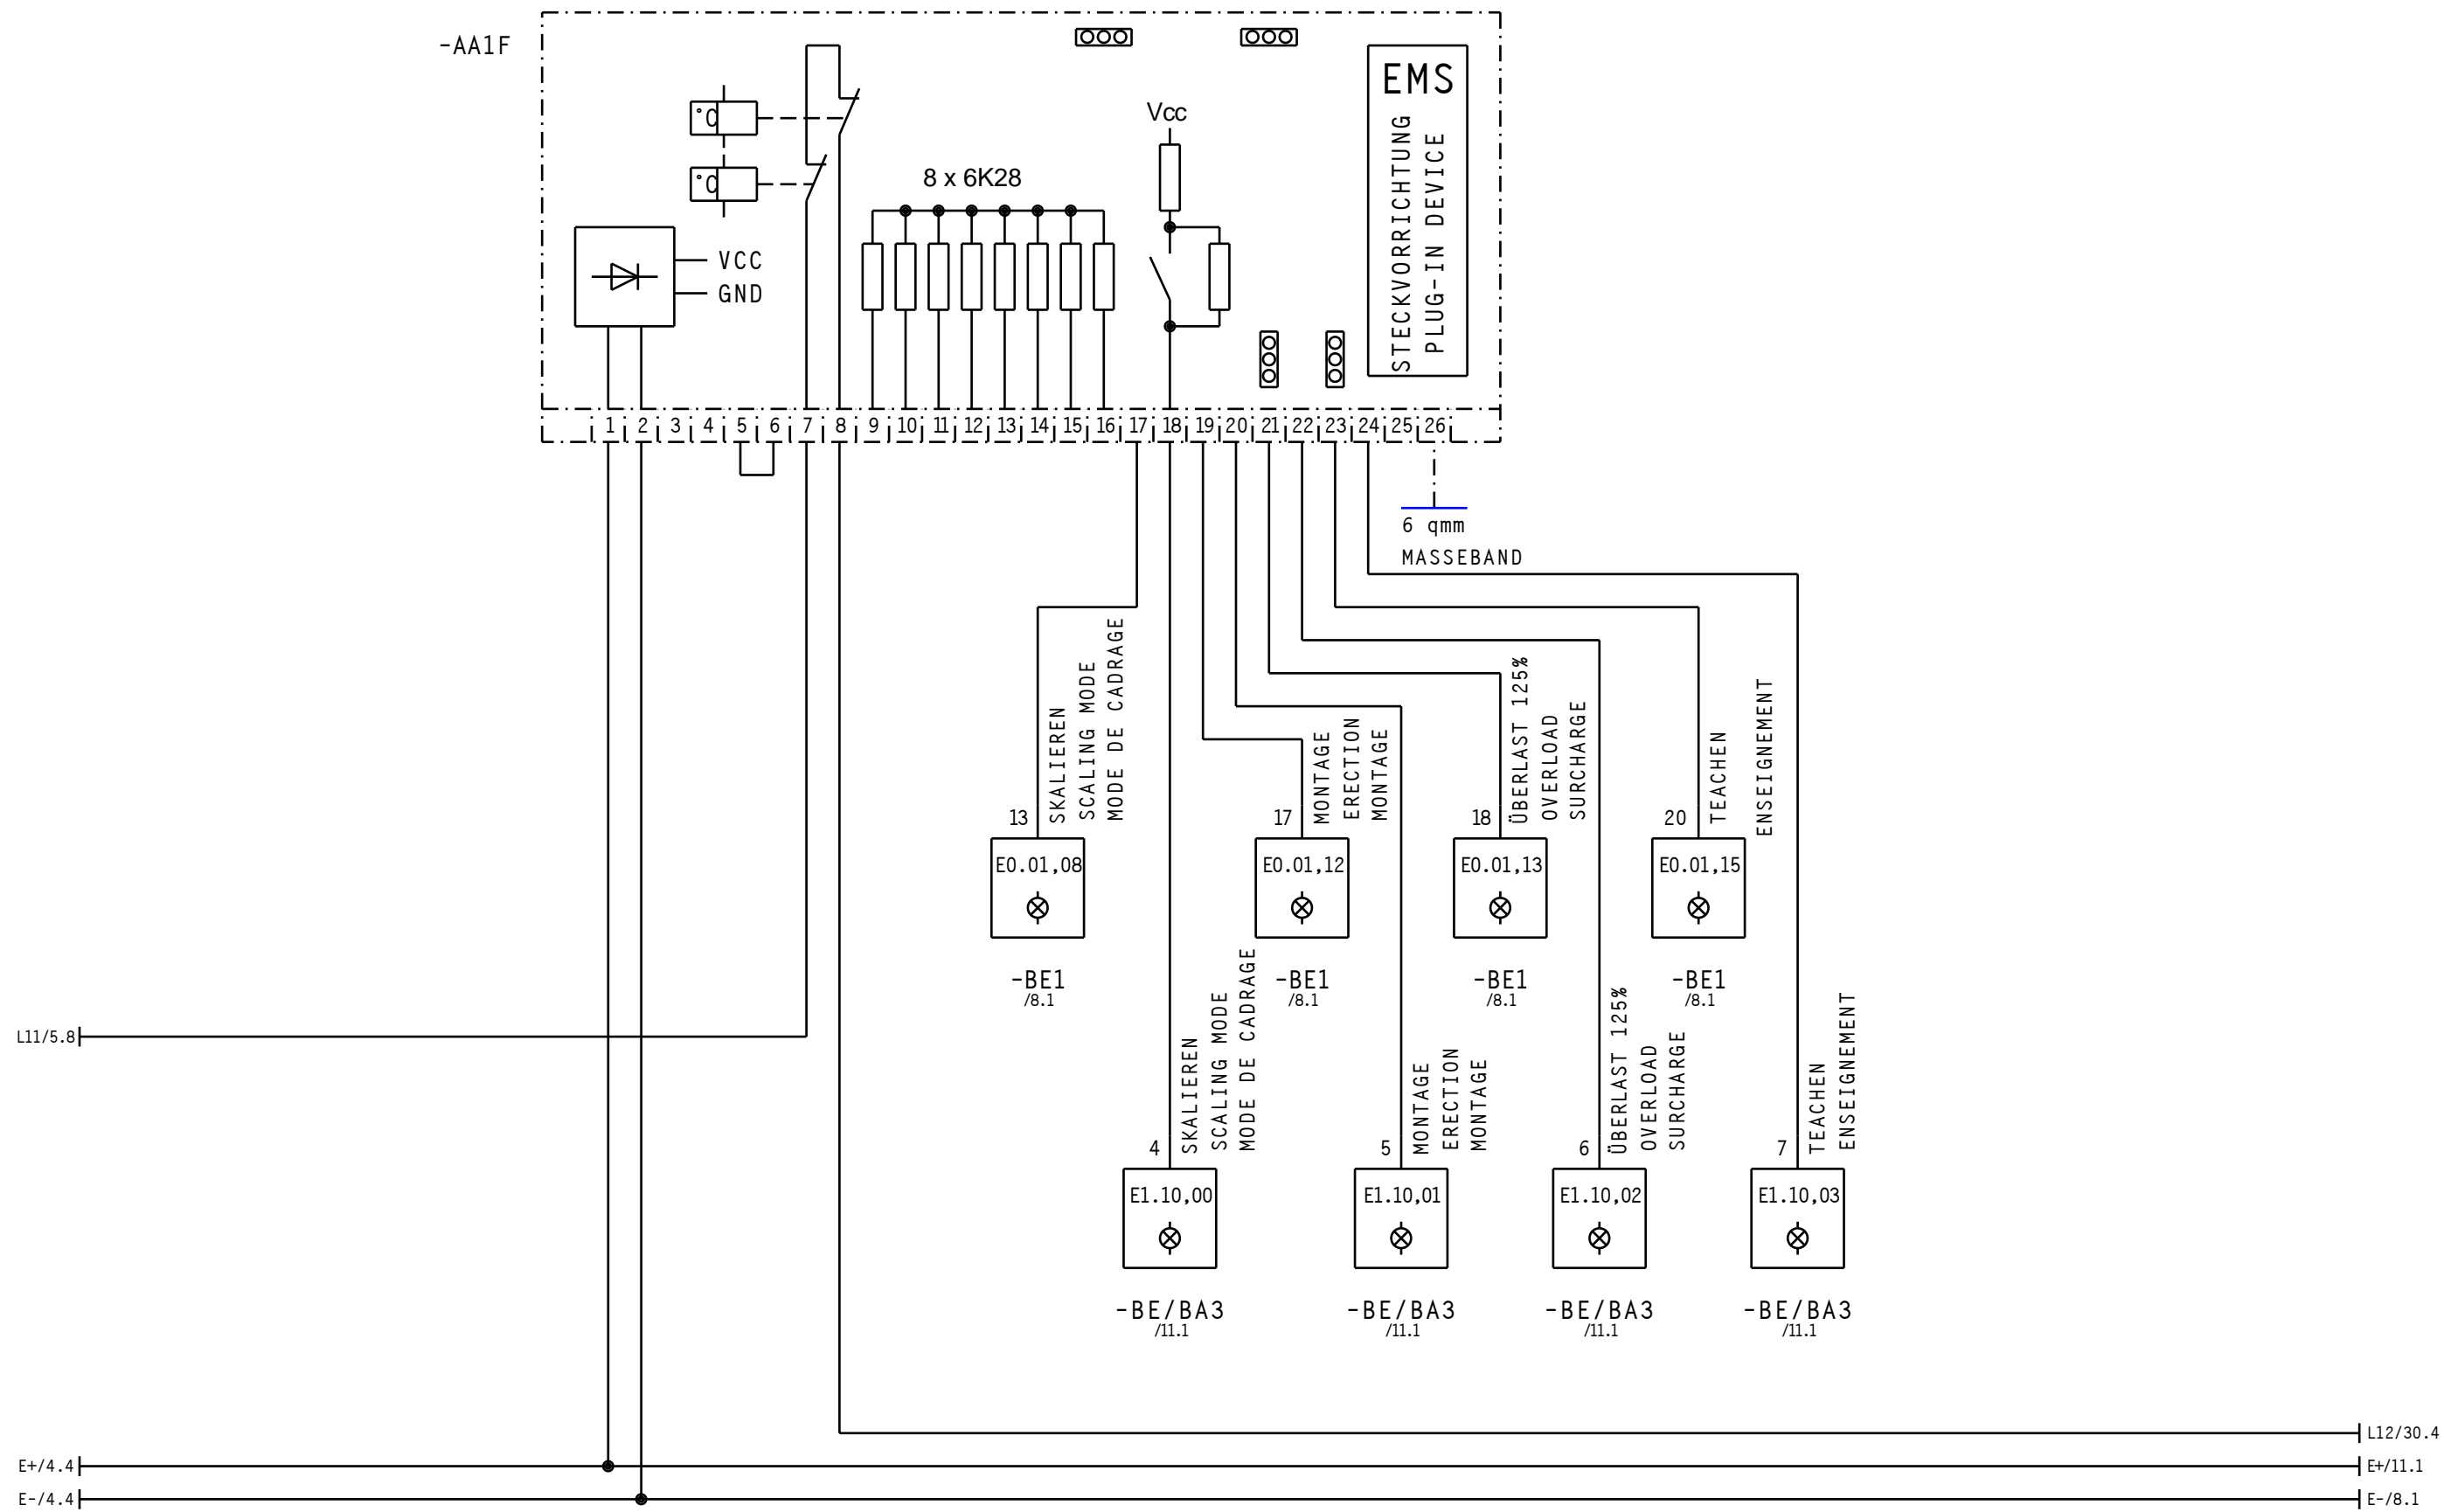 -AA1F
EMS
STECKVORRICHTUNG
PLUG-IN DEVICE
°C
°C
Vcc
8 x 6K28
VCC
GND
1 2 3 4 5 6 7 8 9 10 11 12 13 14 15 16 17 18 19 20 21 22 23 24 25 26
6 qmm
MASSEBAND
SKALIEREN
SCALING MODE
MODE DE CADRAGE
MONTAGE
ERECTION
MONTAGE
ÜBERLAST 125%
OVERLOAD
SURCHARGE
TEACHEN
ENSEIGNEMENT
13 17 18 20
E0.01,08 E0.01,12 E0.01,13 E0.01,15
-BE1 -BE1 -BE1 -BE1
/8.1 /8.1 /8.1 /8.1
L11/5.8
SKALIEREN
SCALING MODE
MODE DE CADRAGE
MONTAGE
ERECTION
MONTAGE
ÜBERLAST 125%
OVERLOAD
SURCHARGE
TEACHEN
ENSEIGNEMENT
4 5 6 7
E1.10,00 E1.10,01 E1.10,02 E1.10,03
-BE/BA3 -BE/BA3 -BE/BA3 -BE/BA3
/11.1 /11.1 /11.1 /11.1
L12/30.4
E+/4.4 E+/11.1
E-/4.4 E-/8.1